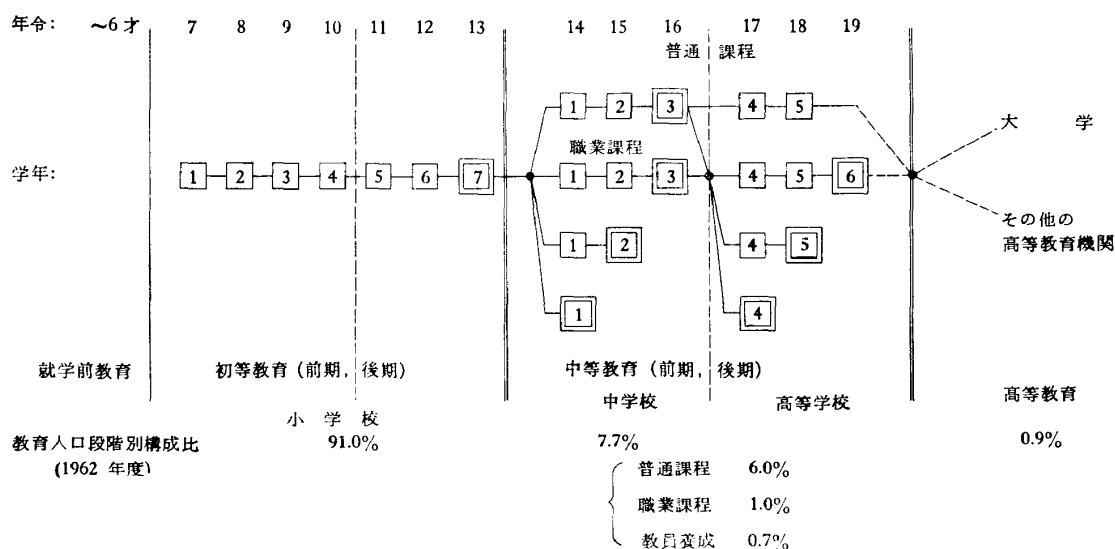 年令: ～6才 7 8 9 10 11 12 13 14 15 16 17 18 19
普通 課程
1 2 3 4 5
大 学
職業課程
学年: 1 2 3 4 5 6 7 1 2 3 4 5 6
その他の
高等教育機関
1 2 4 5
1 4
就学前教育 初等教育(前期, 後期) 中等教育(前期, 後期)
中学校 高等学校 高等教育
小 学 校
教育人口段階別構成比 91.0% 7.7% 0.9%
(1962 年度)
普通課程 6.0%
職業課程 1.0%
教員養成 0.7%